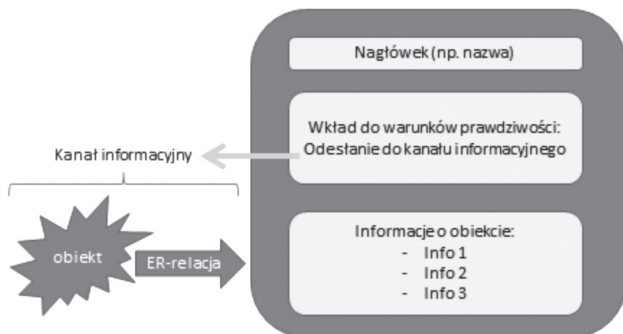 Nagłówek (np. nazwa)
Wkład do warunków prawdziwości:
Odesłanie do kanału informacyjnego
Kanał informacyjny
obiekt
ER-relacja
Informacje o obiekcie:
- Info 1
- Info 2
- Info 3